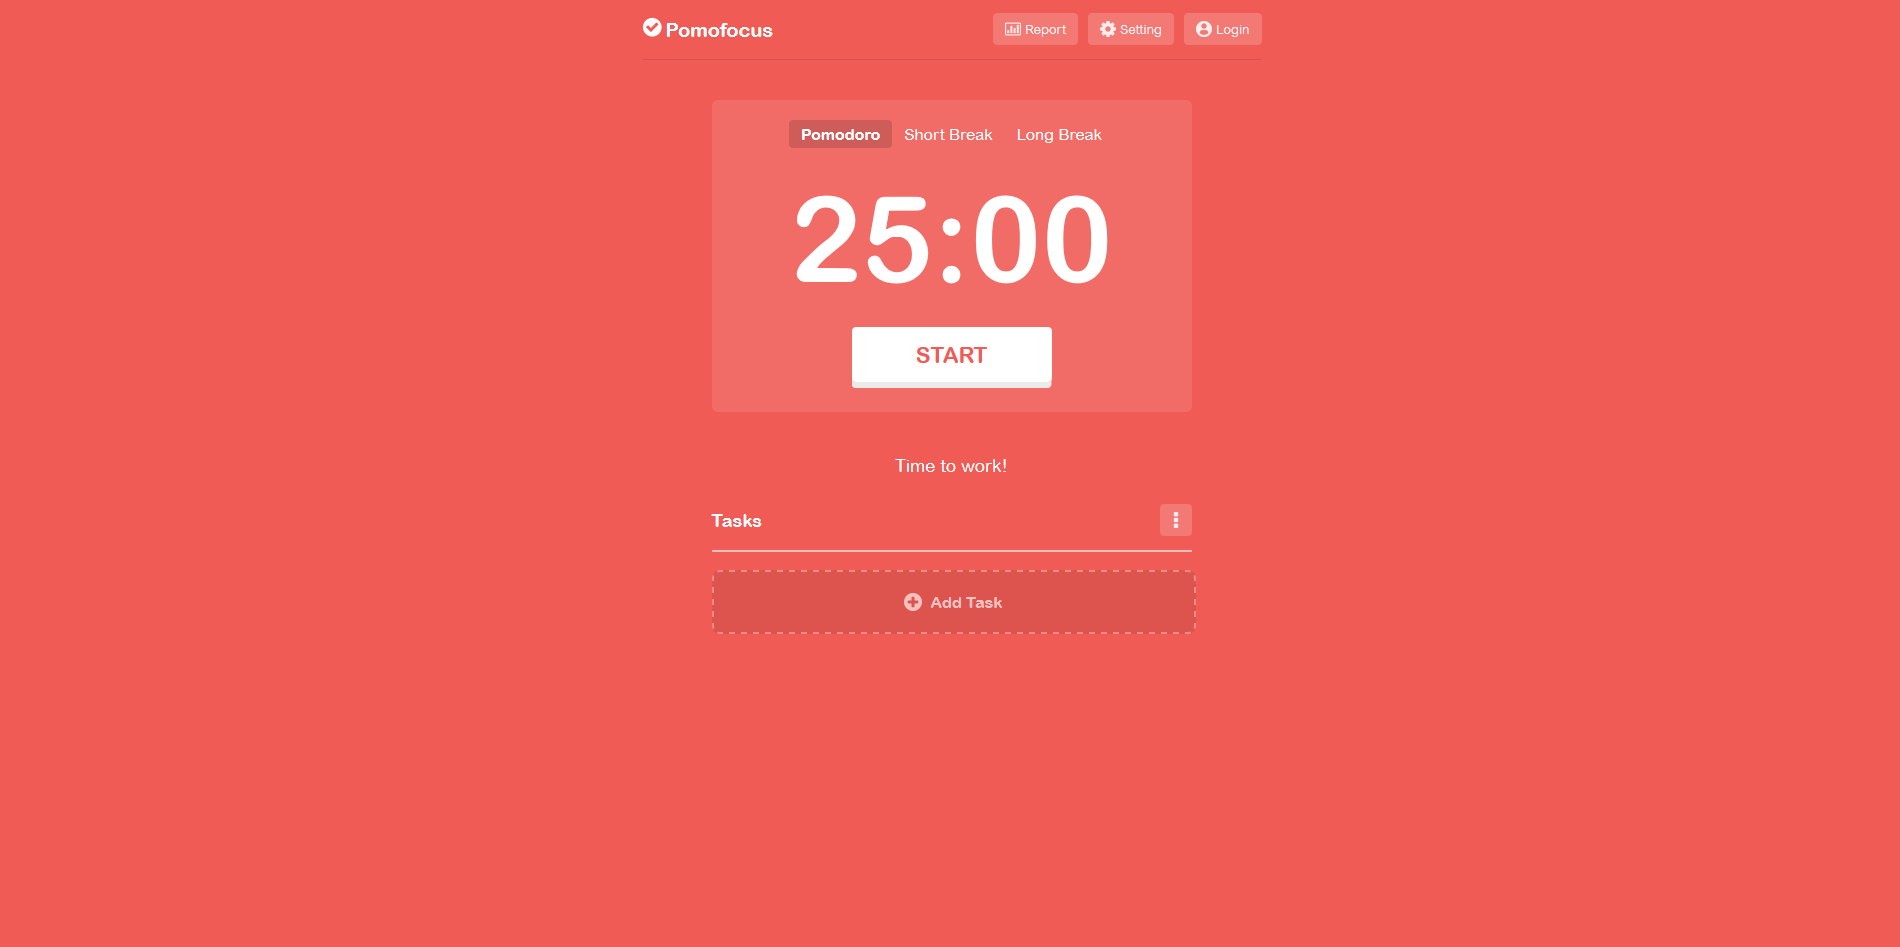 Pomofocus
Report Setting Login
Pomodoro Short Break Long Break
25:00
START
Time to work!
Tasks
Add Task